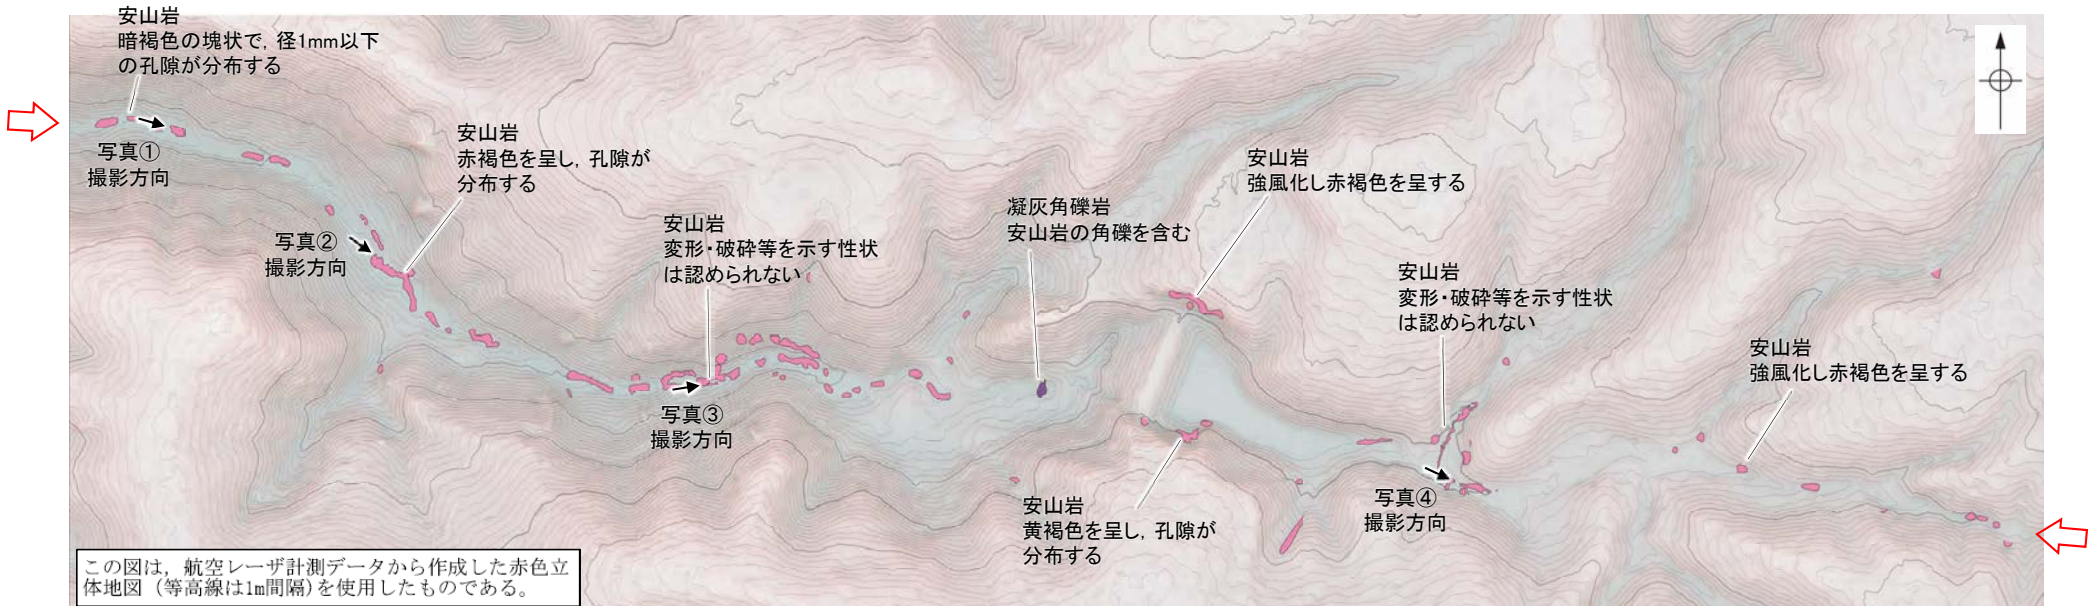 安山岩
暗褐色の塊状で，径1mm以下
の孔隙が分布する
写真①
撮影方向
安山岩
赤褐色を呈し，孔隙が
分布する
写真②
撮影方向
安山岩
変形・破砕等を示す性状
は認められない
写真③
撮影方向
凝灰角礫岩
安山岩の角礫を含む
安山岩
強風化し赤褐色を呈する
安山岩
変形・破砕等を示す性状
は認められない
安山岩
強風化し赤褐色を呈する
安山岩
黄褐色を呈し，孔隙が
分布する
写真④
撮影方向
この図は，航空レーザ計測データから作成した赤色立
体地図（等高線は1m間隔）を使用したものである。